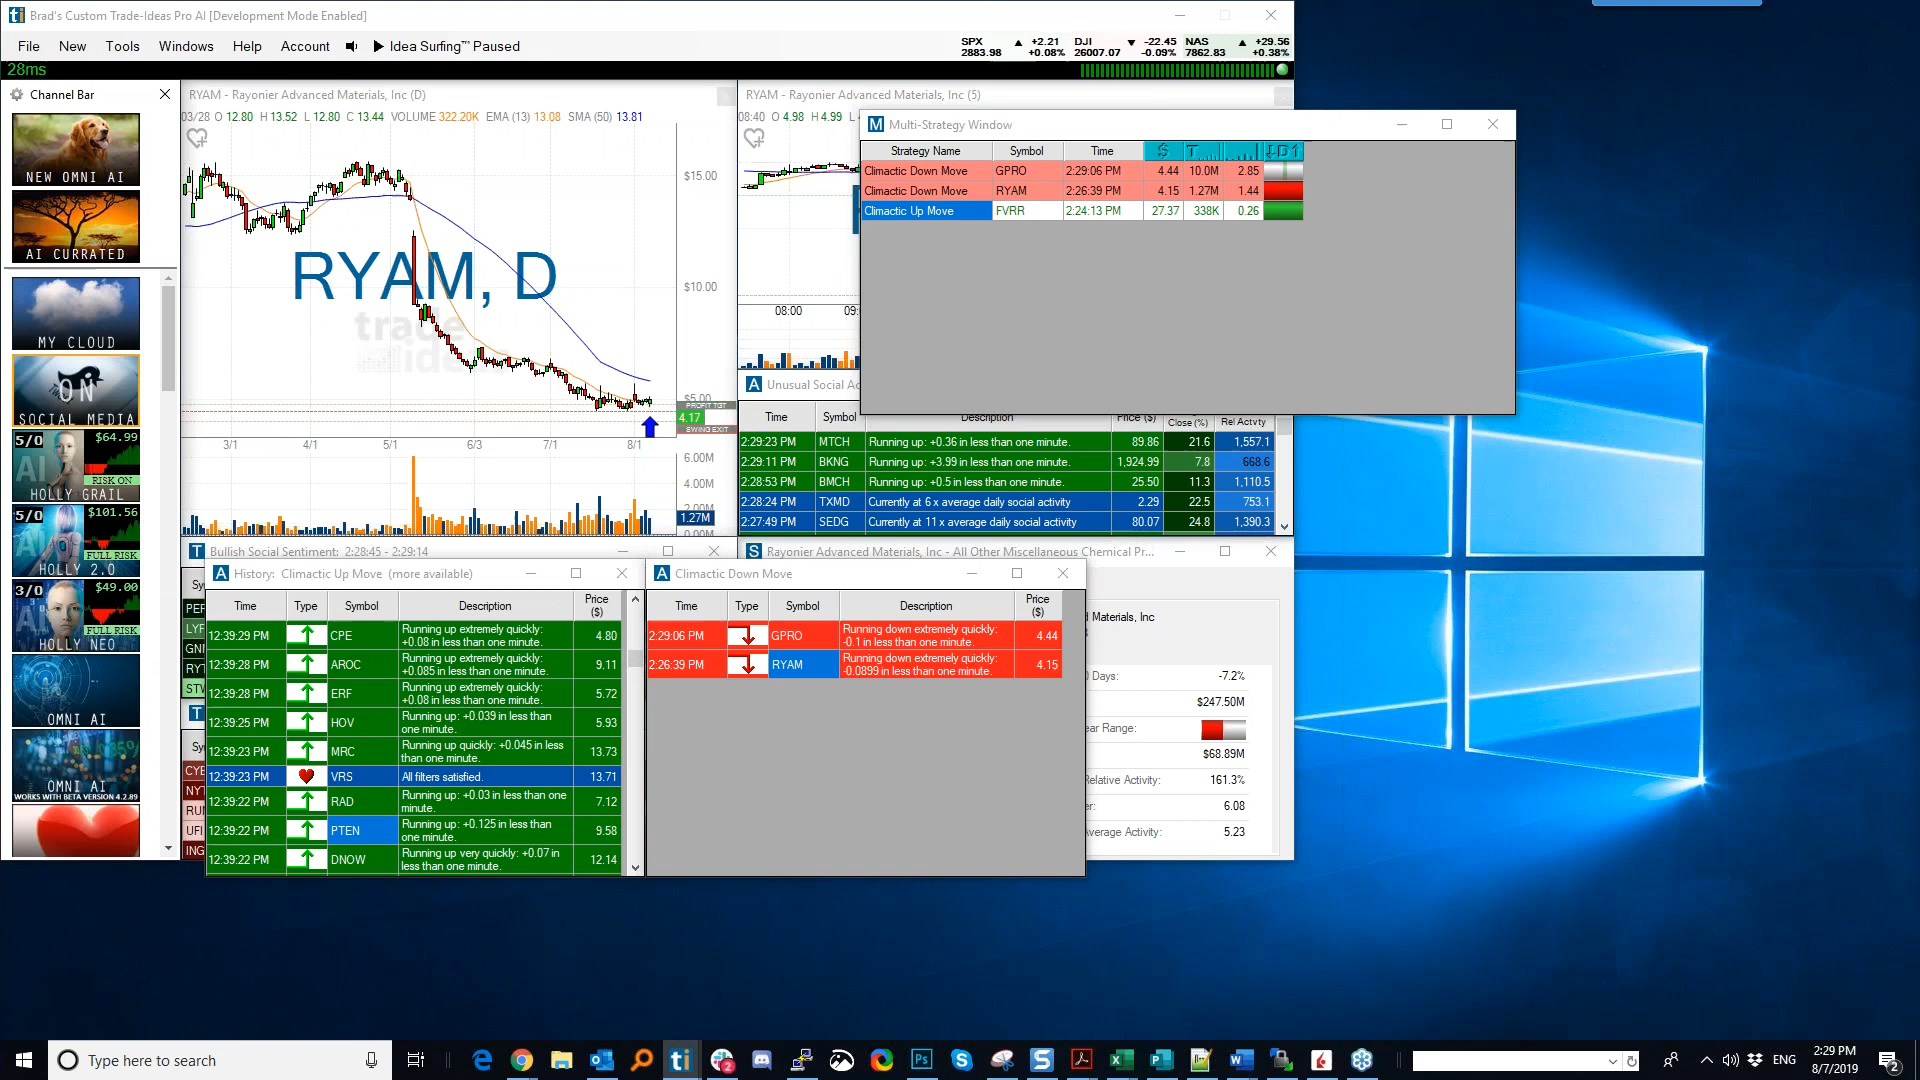 Brad's Custom Trade-Ideas Pro AI [Development Mode Enabled]
File New Tools Windows Help Account Idea Surfing™ Paused
SPX +2.21 DJI -22.45 NAS +29.56
2883.98 +0.08% 26007.07 -0.09% 7862.83 +0.38%
28ms
Channel Bar
NEW OMNI AI
AI CURRATED
MY CLOUD
ON
SOCIAL MEDIA
5/0 $64.99
AI
RISK ON
HOLLY GRAIL
5/0 $101.56
AI
FULL RISK
HOLLY 2.0
3/0 $49.00
AI
FULL RISK
HOLLY NEO
OMNI AI
OMNI AI
WORKS WITH BETA VERSION 4.2.89
RYAM - Rayonier Advanced Materials, Inc (D)
03/28 O 12.80 H 13.52 L 12.80 C 13.44 VOLUME 322.20K EMA (13) 13.08 SMA (50) 13.81
RYAM, D
trade
$15.00
$10.00
$5.00
PROFIT TGT
4.17
SWING EXIT
3/1 4/1 5/1 6/3 7/1 8/1
6.00M
4.00M
2.00M
1.27M
0.00M
RYAM - Rayonier Advanced Materials, Inc (5)
08:40 O 4.98 H 4.99
08:00
Multi-Strategy Window
Strategy Name Symbol Time $
Climactic Down Move GPRO 2:29:06 PM 4.44 10.0M 2.85
Climactic Down Move RYAM 2:26:39 PM 4.15 1.27M 1.44
Climactic Up Move FVRR 2:24:13 PM 27.37 338K 0.26
Unusual Social Ac
Time Symbol Description Price ($) Close (%) Rel Actvty
2:29:23 PM MTCH Running up: +0.36 in less than one minute. 89.86 21.6 1,557.1
2:29:11 PM BKNG Running up: +3.99 in less than one minute. 1,924.99 7.8 668.6
2:28:53 PM BMCH Running up: +0.5 in less than one minute. 25.50 11.3 1,110.5
2:28:24 PM TXMD Currently at 6 x average daily social activity 2.29 22.5 753.1
2:27:49 PM SEDG Currently at 11 x average daily social activity 80.07 24.8 1,390.3
Bullish Social Sentiment: 2:28:45 - 2:29:14
Sy
PEF
LYF
GNI
RYT
STV
Sy
CYE
NYT
RUN
UFI
ING
History: Climactic Up Move (more available)
Time Type Symbol Description Price
($)
12:39:29 PM CPE Running up extremely quickly:
+0.08 in less than one minute. 4.80
12:39:28 PM AROC Running up extremely quickly:
+0.085 in less than one minute. 9.11
12:39:28 PM ERF Running up extremely quickly:
+0.08 in less than one minute. 5.72
12:39:25 PM HOV Running up: +0.039 in less than
one minute. 5.93
12:39:23 PM MRC Running up quickly: +0.045 in less
than one minute. 13.73
12:39:23 PM VRS All filters satisfied. 13.71
12:39:22 PM RAD Running up: +0.03 in less than one
minute. 7.12
12:39:22 PM PTEN Running up: +0.125 in less than
one minute. 9.58
12:39:22 PM DNOW Running up very quickly: +0.07 in
less than one minute. 12.14
Climactic Down Move
Time Type Symbol Description Price
($)
2:29:06 PM GPRO Running down extremely quickly:
-0.1 in less than one minute. 4.44
2:26:39 PM RYAM Running down extremely quickly:
-0.0899 in less than one minute. 4.15
Rayonier Advanced Materials, Inc - All Other Miscellaneous Chemical Pr...
d Materials, Inc
Days: -7.2%
$247.50M
ear Range:
$68.89M
Relative Activity: 161.3%
er: 6.08
Average Activity: 5.23
Type here to search
ENG
2:29 PM
8/7/2019
2